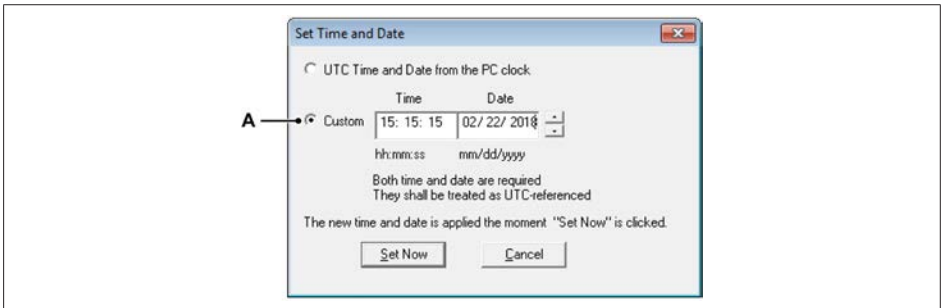 Set Time and Date
UTC Time and Date from the PC clock
Time Date
A Custom 15: 15: 15 02/ 22/ 2018
hh:mm:ss mm/dd/yyyy
Both time and date are required
They shall be treated as UTC-referenced
The new time and date is applied the moment "Set Now" is clicked.
Set Now Cancel